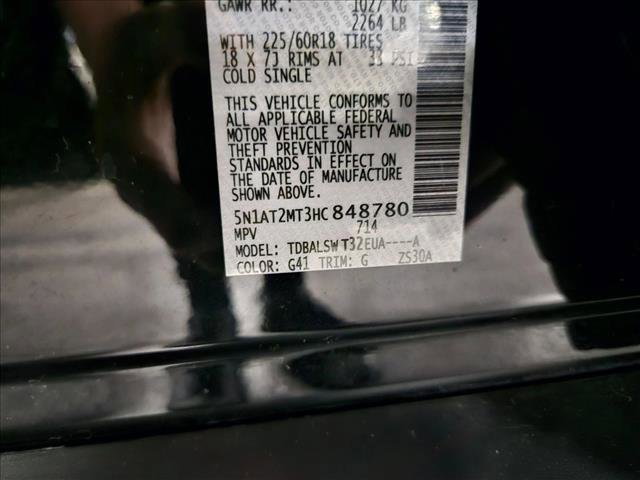 GAWR RR.: 1027 KG
2264 LB
WITH 225/60R18 TIRES
18 X 7J RIMS AT 33 PSI
COLD SINGLE
THIS VEHICLE CONFORMS TO
ALL APPLICABLE FEDERAL
MOTOR VEHICLE SAFETY AND
THEFT PREVENTION
STANDARDS IN EFFECT ON
THE DATE OF MANUFACTURE
SHOWN ABOVE.
5N1AT2MT3HC848780
MPV 714
MODEL: TDBALSWT32EUA----A
COLOR: G41 TRIM: G ZS30A